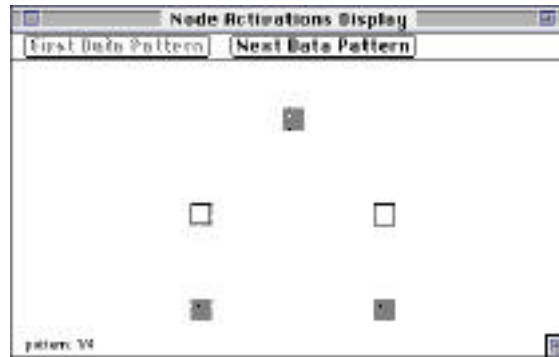 Node Activations Display
First Data Pattern Next Data Pattern
pattern: 1/4